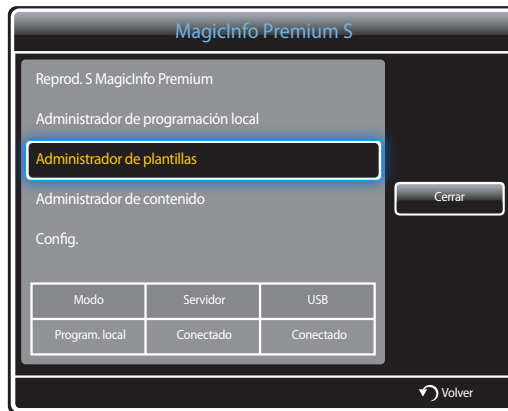 MagicInfo Premium S
Reprod. S MagicInfo Premium
Administrador de programación local
Administrador de plantillas
Administrador de contenido
Config.
Cerrar
Modo Servidor USB
Program. local Conectado Conectado
Volver